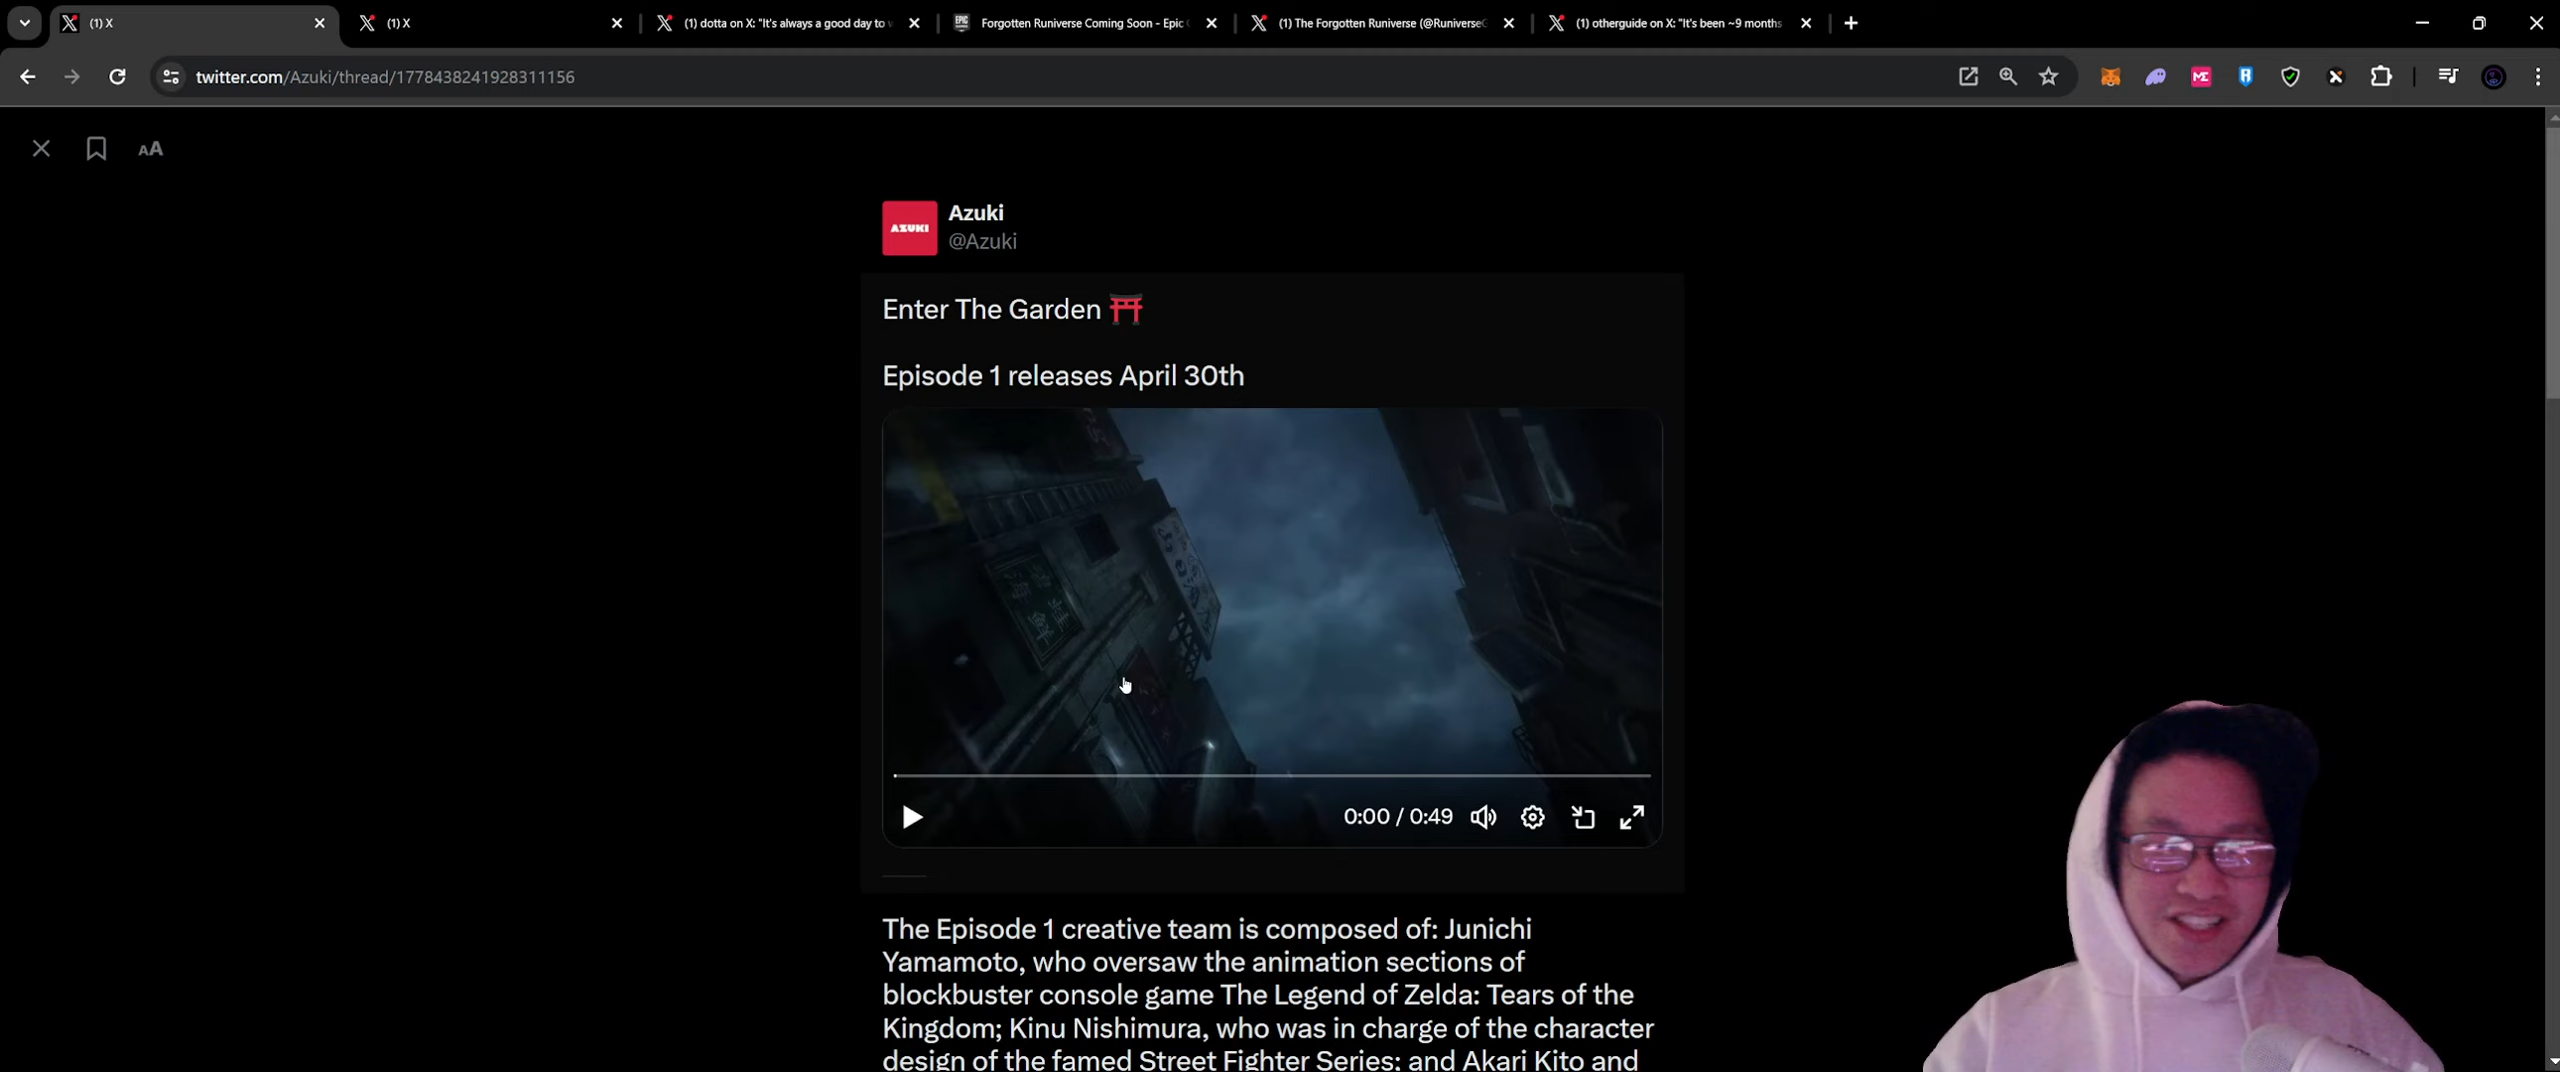 (1) X
(1) X
(1) dotta on X: "It's always a good day to
Forgotten Runiverse Coming Soon - Epic
(1) The Forgotten Runiverse (@Runiverse
(1) otherguide on X: "It's been ~9 months
twitter.com/Azuki/thread/1778438241928311156
AA
AZUKI
Azuki
@Azuki
Enter The Garden
Episode 1 releases April 30th
0:00 / 0:49
The Episode 1 creative team is composed of: Junichi
Yamamoto, who oversaw the animation sections of
blockbuster console game The Legend of Zelda: Tears of the
Kingdom; Kinu Nishimura, who was in charge of the character
design of the famed Street Fighter Series; and Akari Kito and